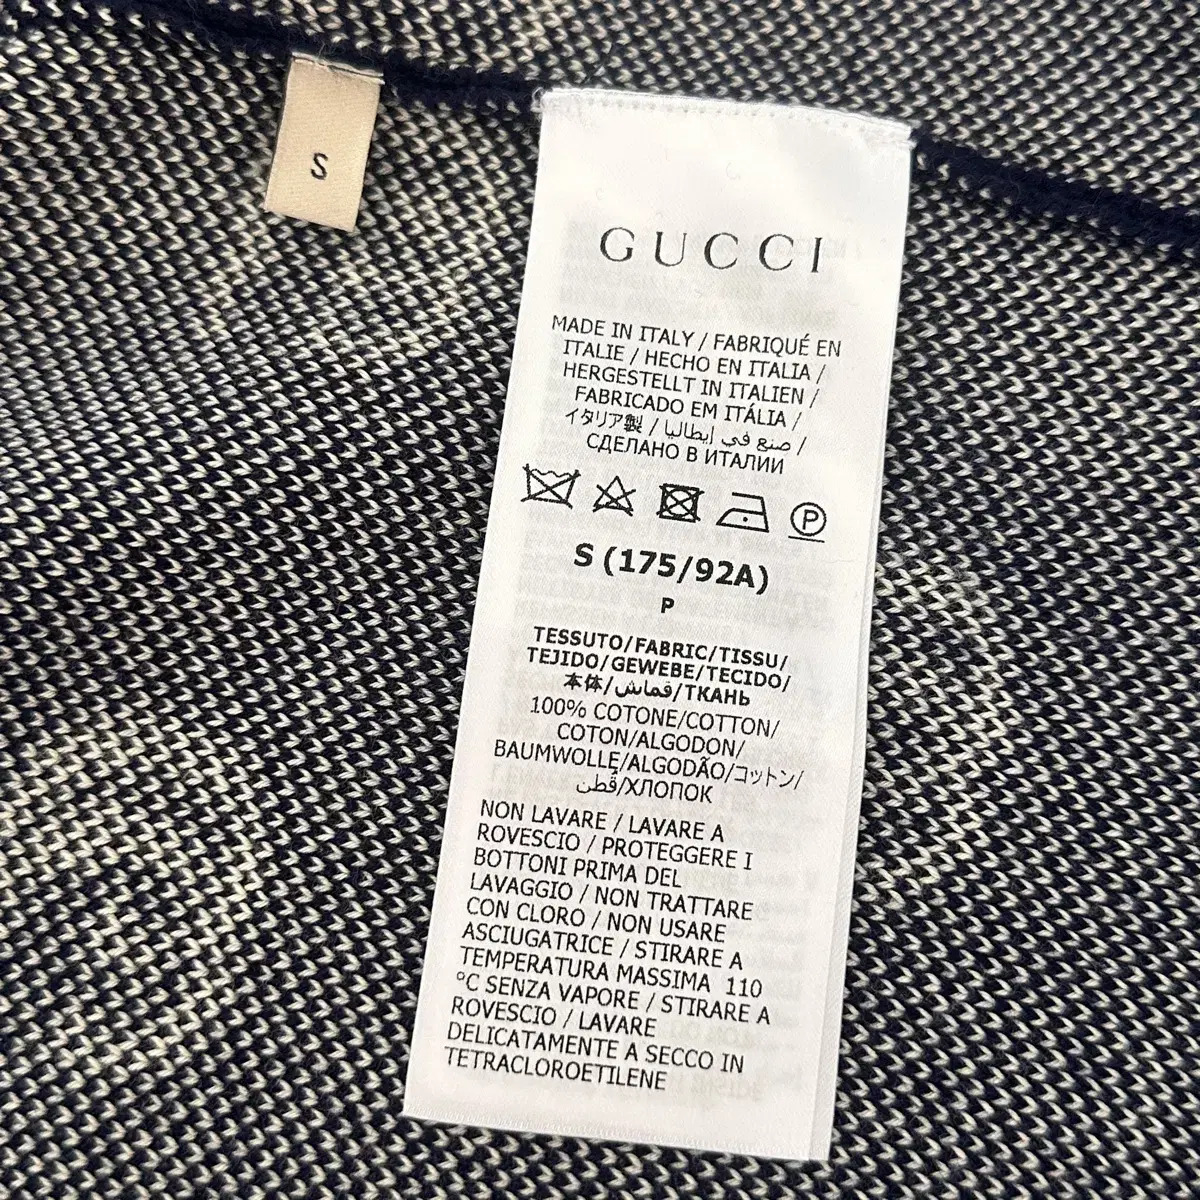 S
GUCCI
MADE IN ITALY / FABRIQUÉ EN
ITALIE / HECHO EN ITALIA /
HERGESTELLT IN ITALIEN /
FABRICADO EM ITÁLIA /
イタリア製 / صنع في إيطاليا /
СДЕЛАНО В ИТАЛИИ
P
S (175/92A)
P
TESSUTO/FABRIC/TISSU/
TEJIDO/GEWEBE/TECIDO/
本体/قماش/ТКАНЬ
100% COTONE/COTTON/
COTON/ALGODON/
BAUMWOLLE/ALGODÃO/コットン/
قطن/ХЛОПОК
NON LAVARE / LAVARE A
ROVESCIO / PROTEGGERE I
BOTTONI PRIMA DEL
LAVAGGIO / NON TRATTARE
CON CLORO / NON USARE
ASCIUGATRICE / STIRARE A
TEMPERATURA MASSIMA 110
°C SENZA VAPORE / STIRARE A
ROVESCIO / LAVARE
DELICATAMENTE A SECCO IN
TETRACLOROETILENE